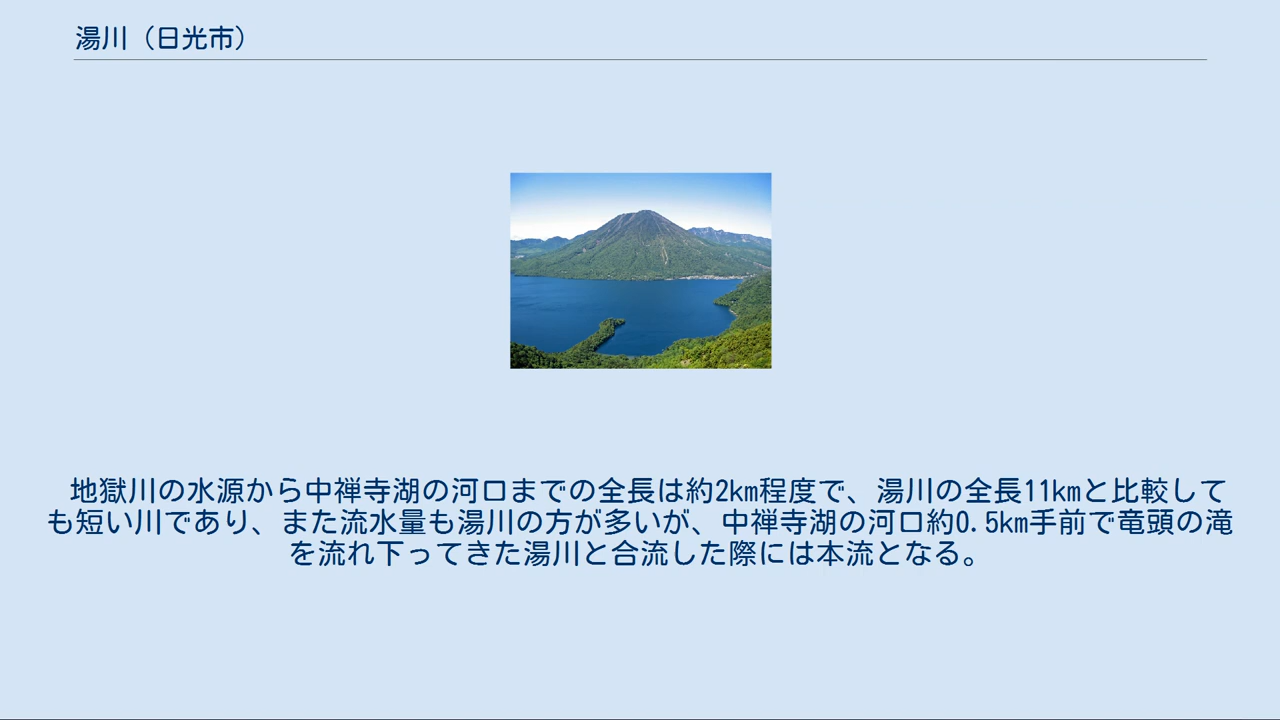 湯川（日光市）
地獄川の水源から中禅寺湖の河口までの全長は約2km程度で、湯川の全長11kmと比較して
も短い川であり、また流水量も湯川の方が多いが、中禅寺湖の河口約0.5km手前で竜頭の滝
を流れ下ってきた湯川と合流した際には本流となる。